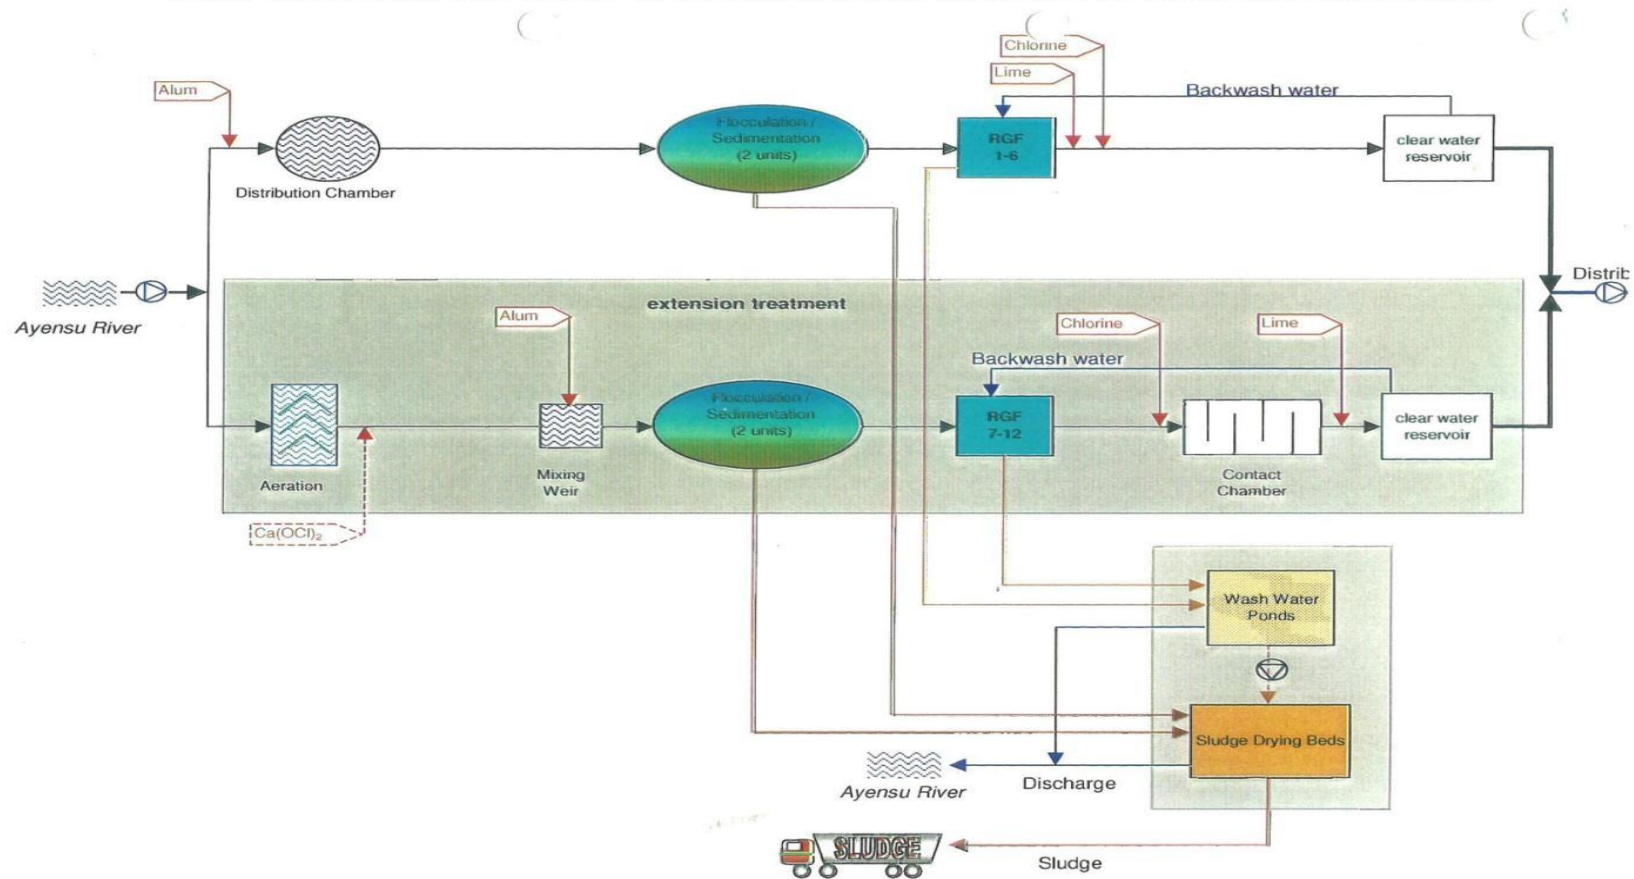 Chlorine
Lime
Alum
Backwash water
Flocculation /
Sedimentation
(2 units)
RGF
1-6
clear water
reservoir
Distribution Chamber
Distrib
Ayensu River
extension treatment
Alum
Chlorine
Lime
Backwash water
Flocculation /
Sedimentation
(2 units)
RGF
7-12
clear water
reservoir
Aeration
Mixing
Weir
Contact
Chamber
Ca(OCl)₂
Wash Water
Ponds
Sludge Drying Beds
Ayensu River
Discharge
SLUDGE
Sludge